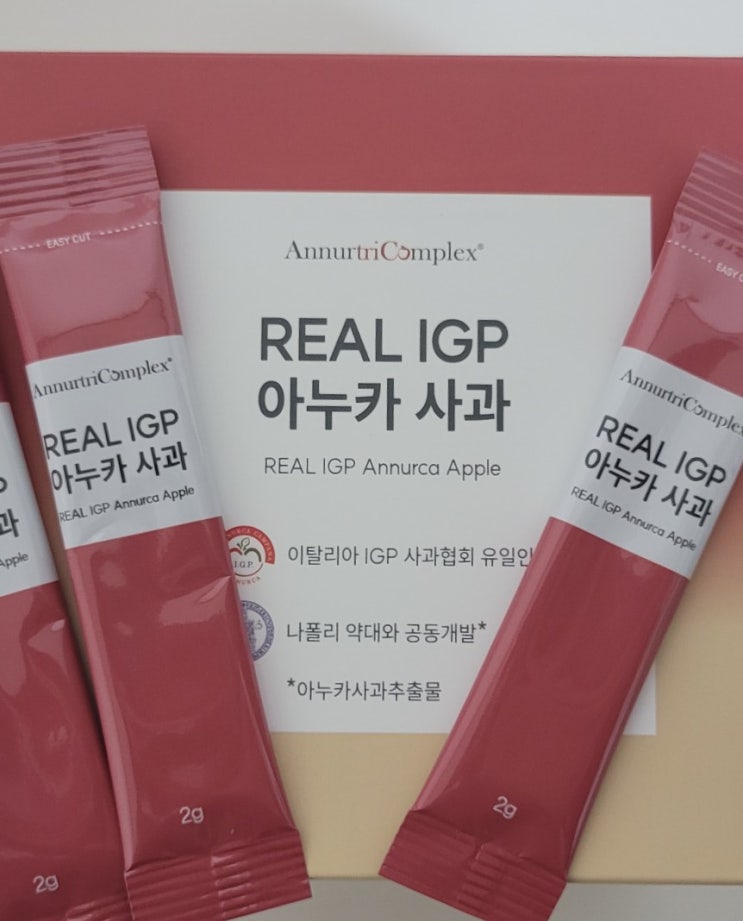 AnnurtriComplex®
REAL IGP
아누카 사과
REAL IGP Annurca Apple
이탈리아 IGP 사과협회 유일인
나폴리 약대와 공동개발*
*아누카사과추출물
I.G.P.
EASY CUT
AnnurtriComplex®
REAL IGP
아누카 사과
REAL IGP Annurca Apple
2g
EASY
AnnurtriComplex
REAL IGP
아누카 사과
REAL IGP Annurca Apple
2g
과
Apple
2g